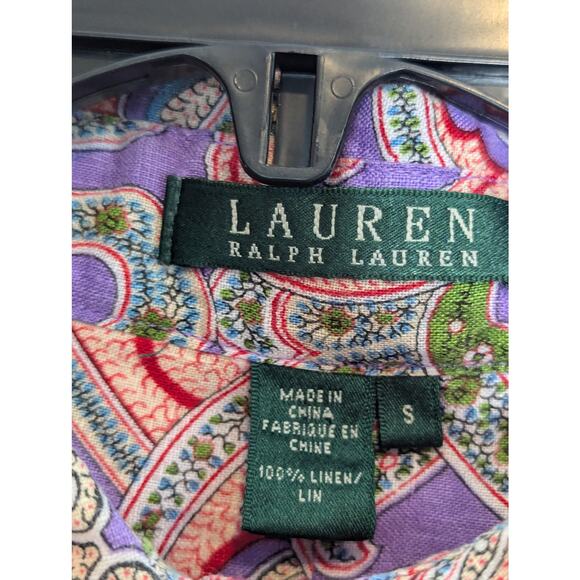 LAUREN
RALPH LAUREN
MADE IN
CHINA
FABRIQUE EN
CHINE
100% LINEN/
LIN
S